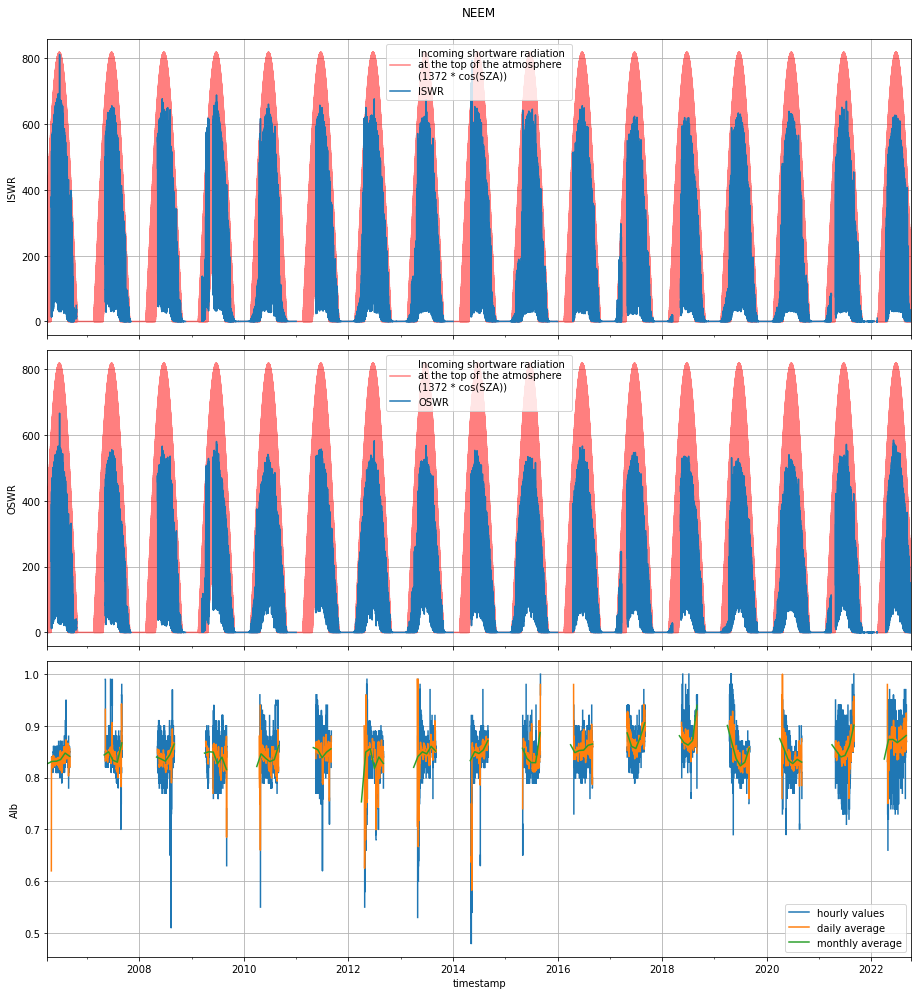 NEEM
800
600
400
200
0
ISWR
Incoming shortware radiation
at the top of the atmosphere
(1372 * cos(SZA))
ISWR
800
600
400
200
0
OSWR
Incoming shortware radiation
at the top of the atmosphere
(1372 * cos(SZA))
OSWR
1.0
0.9
0.8
0.7
0.6
0.5
Alb
hourly values
daily average
monthly average
2008 2010 2012 2014 2016 2018 2020 2022
timestamp